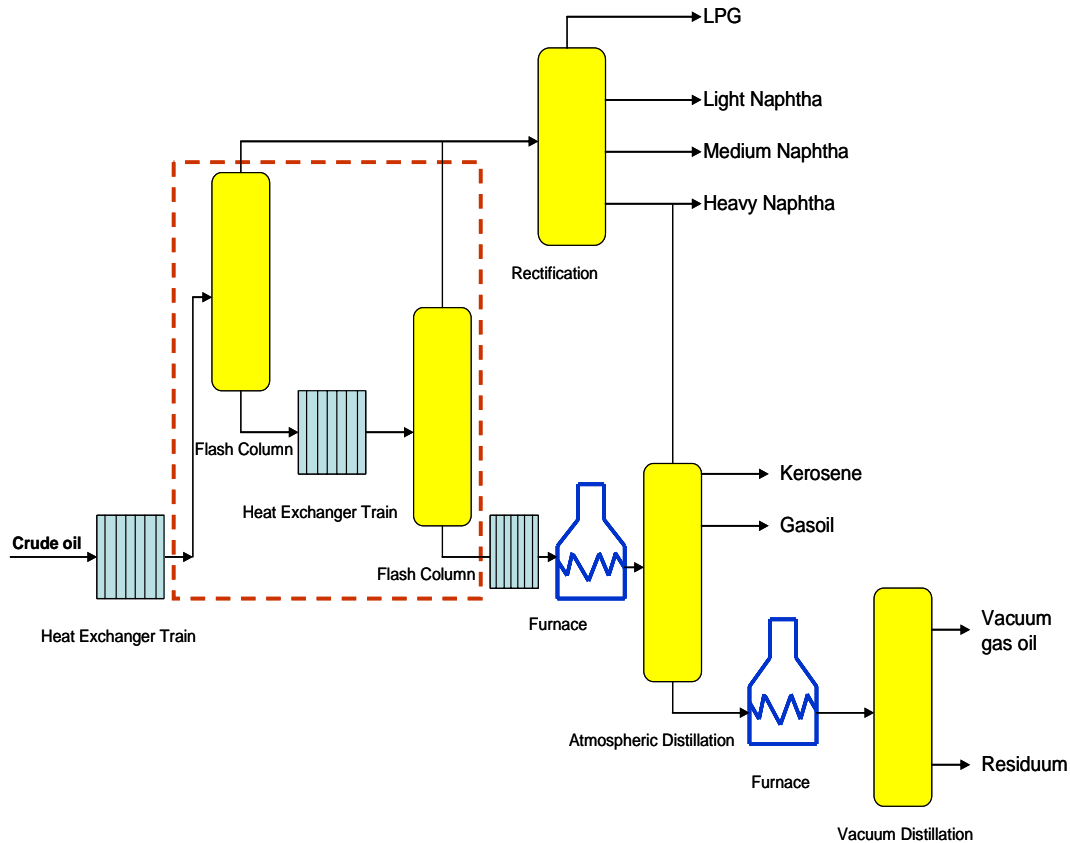 LPG
Light Naphtha
Medium Naphtha
Heavy Naphtha
Rectification
Flash Column
Heat Exchanger Train
Crude oil
Heat Exchanger Train
Flash Column
Furnace
Kerosene
Gasoil
Atmospheric Distillation
Furnace
Vacuum
gas oil
Residuum
Vacuum Distillation